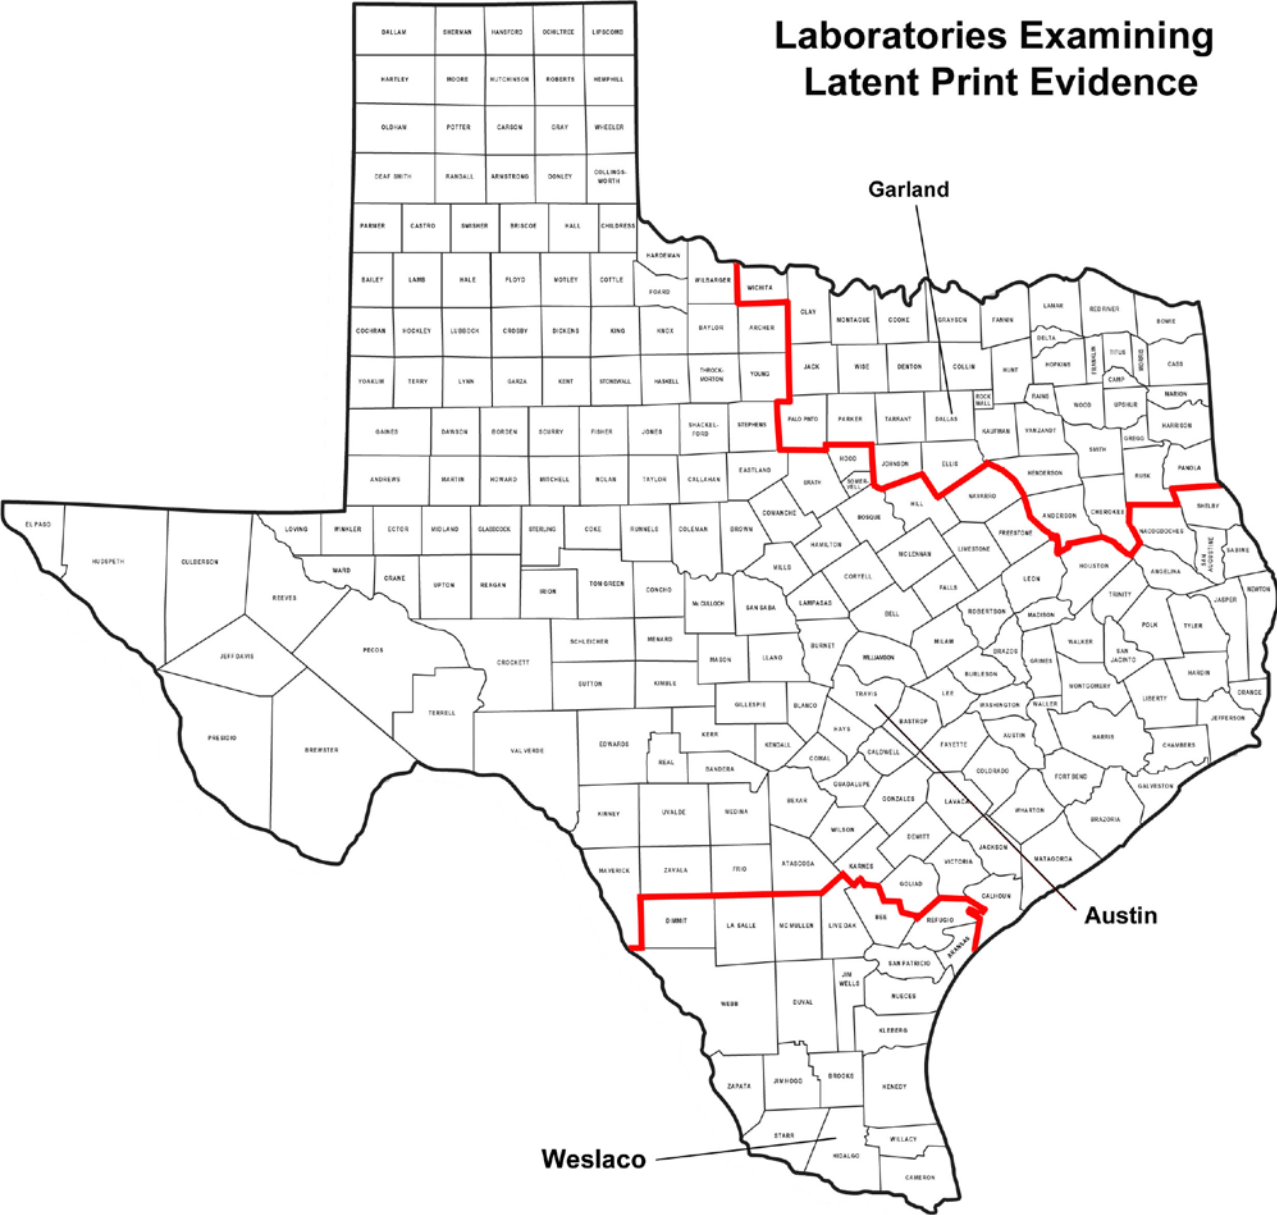 Laboratories Examining
Latent Print Evidence
DALLAM SHERMAN HANSFORD OCHILTREE LIPSCOMB
HARTLEY MOORE HUTCHINSON ROBERTS HEMPHILL
OLDHAM POTTER CARSON GRAY WHEELER
DEAF SMITH RANDALL ARMSTRONG DONLEY COLLINGS-
WORTH
Garland
PARMER CASTRO SWISHER BRISCOE HALL CHILDRESS
HARDEMAN
BAILEY LAMB HALE FLOYD MOTLEY COTTLE FOARD WILBARGER WICHITA
CLAY MONTAGUE COOKE GRAYSON FANNIN LAMAR RED RIVER BOWIE
COCHRAN HOCKLEY LUBBOCK CROSBY DICKENS KING KNOX BAYLOR ARCHER
DELTA HOPKINS FRANKLIN TITUS MORRIS CASS
JACK WISE DENTON COLLIN HUNT CAMP
YOAKUM TERRY LYNN GARZA KENT STONEWALL HASKELL THROCK-
MORTON YOUNG
ROCK
WALL RAINS WOOD UPSHUR MARION
GAINES DAWSON BORDEN SCURRY FISHER JONES SHACKEL-
FORD STEPHENS PALO PINTO PARKER TARRANT DALLAS KAUFMAN VAN ZANDT HARRISON
GREGG SMITH
ANDREWS MARTIN HOWARD MITCHELL NOLAN TAYLOR CALLAHAN EASTLAND HOOD JOHNSON ELLIS HENDERSON RUSK PANOLA
ERATH SOMER-
VELL
NAVARRO HILL BOSQUE COMANCHE ANDERSON CHEROKEE SHELBY
EL PASO LOVING WINKLER ECTOR MIDLAND GLASSCOCK STERLING COKE RUNNELS COLEMAN BROWN FREESTONE NACOGDOCHES
HUDSPETH CULBERSON HAMILTON MCLENNAN LIMESTONE SAN
AUGUSTINE SABINE
WARD CRANE UPTON REAGAN IRION TOM GREEN CONCHO MILLS CORYELL FALLS LEON HOUSTON ANGELINA
REEVES McCULLOCH SAN SABA LAMPASAS BELL ROBERTSON MADISON TRINITY JASPER NEWTON
JEFF DAVIS PECOS CROCKETT SCHLEICHER MENARD BURNET MILAM WALKER POLK TYLER
MASON LLANO WILLIAMSON BRAZOS GRIMES SAN
JACINTO
SUTTON KIMBLE BURLESON MONTGOMERY HARDIN
TERRELL GILLESPIE BLANCO TRAVIS LEE WASHINGTON WALLER LIBERTY ORANGE
PRESIDIO BREWSTER VAL VERDE EDWARDS KERR HAYS BASTROP AUSTIN HARRIS JEFFERSON
REAL BANDERA KENDALL COMAL CALDWELL FAYETTE COLORADO CHAMBERS
KINNEY UVALDE MEDINA BEXAR GUADALUPE GONZALES LAVACA FORT BEND GALVESTON
WILSON DEWITT WHARTON BRAZORIA
MAVERICK ZAVALA FRIO ATASCOSA KARNES VICTORIA JACKSON MATAGORDA
GOLIAD CALHOUN
Austin
DIMMIT LA SALLE MC MULLEN LIVE OAK BEE REFUGIO
ARANSAS
SAN PATRICIO
WEBB DUVAL JIM
WELLS NUECES
KLEBERG
ZAPATA JIM HOGG BROOKS KENEDY
STARR WILLACY
Weslaco
HIDALGO
CAMERON